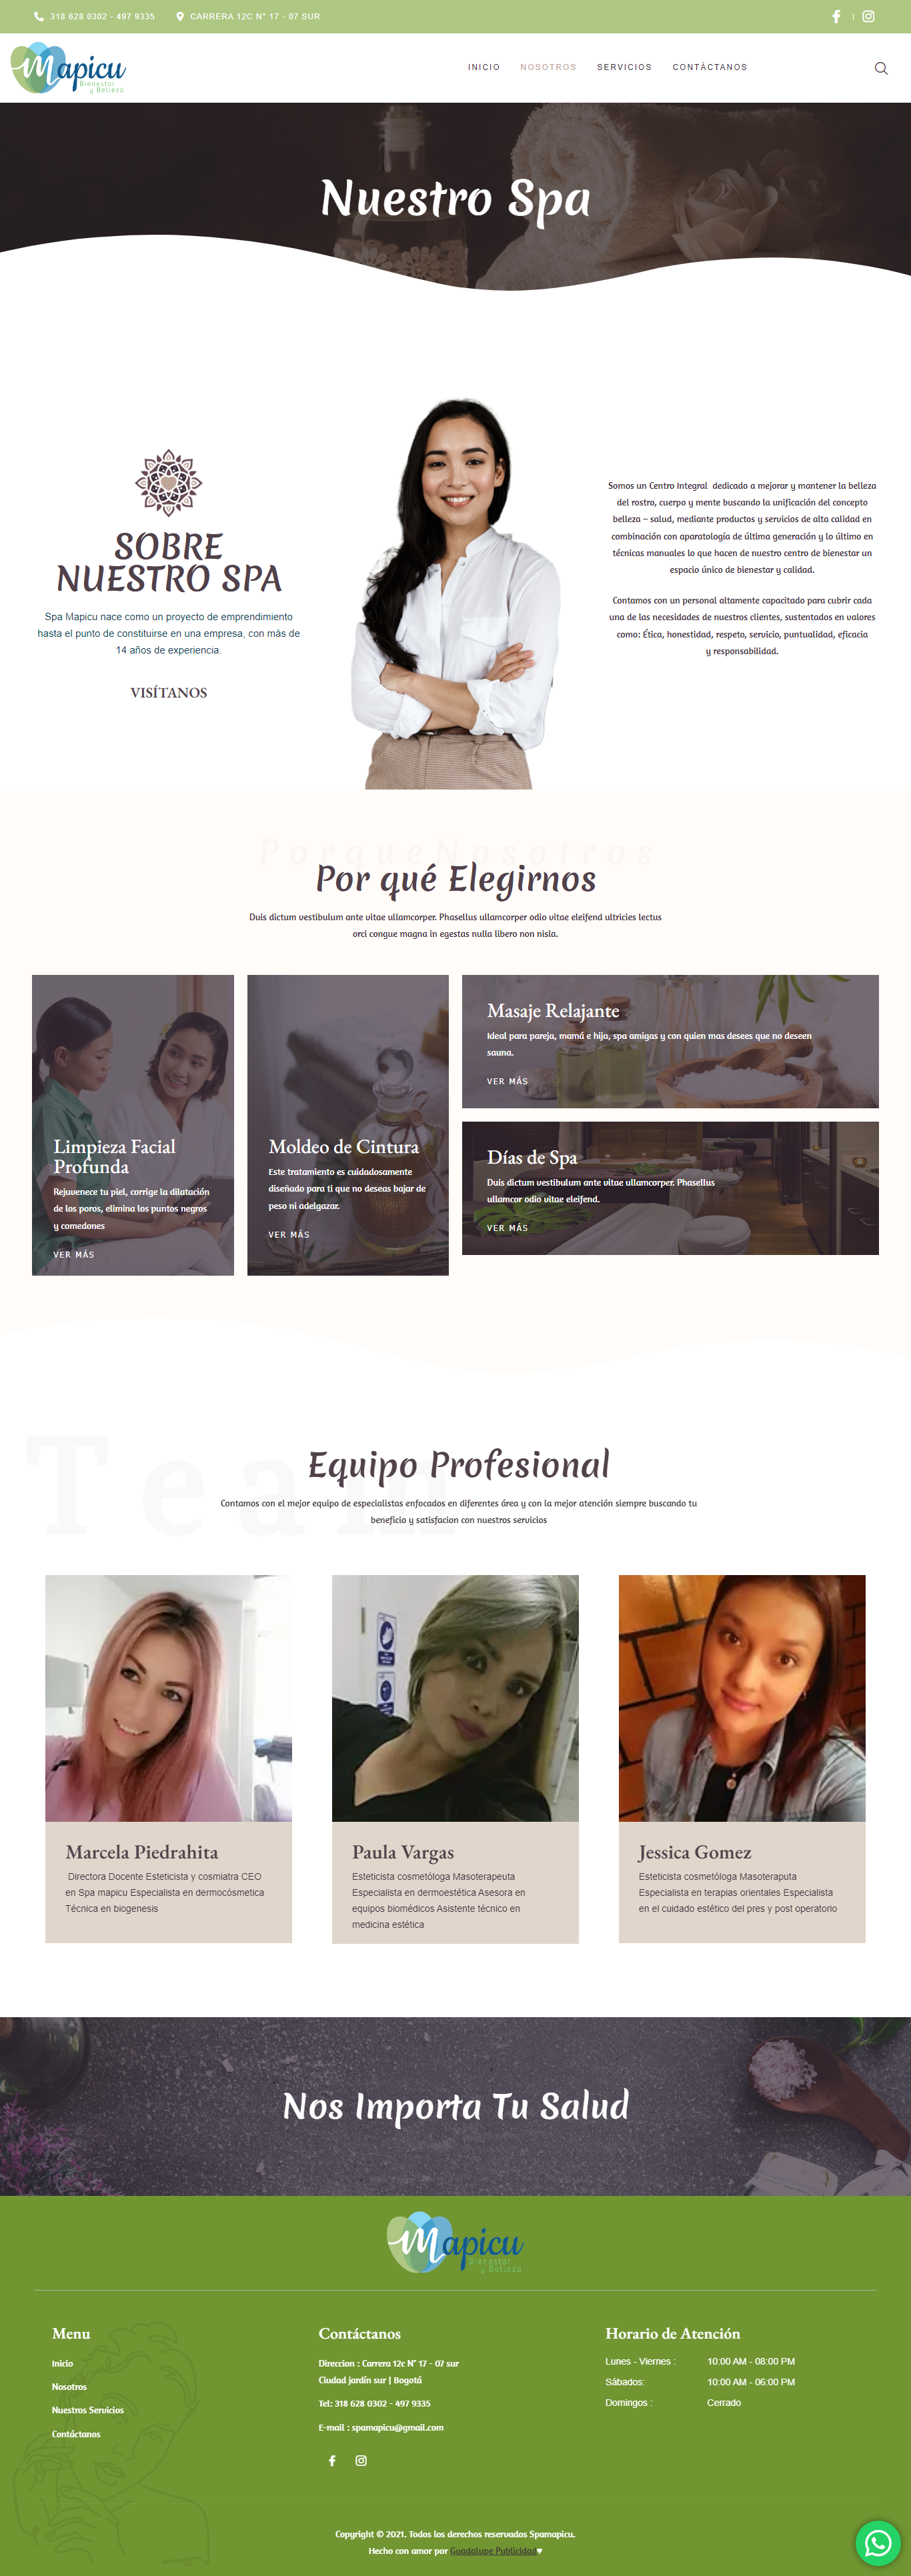 318 628 0302 - 497 9335
CARRERA 12C N° 17 - 07 SUR
Mapicu
Bienestar
y Belleza
INICIO
NOSOTROS
SERVICIOS
CONTÁCTANOS
Nuestro Spa
SOBRE
NUESTRO SPA
Spa Mapicu nace como un proyecto de emprendimiento
hasta el punto de constituirse en una empresa, con más de
14 años de experiencia.
VISÍTANOS
Somos un Centro Integral dedicado a mejorar y mantener la belleza
del rostro, cuerpo y mente buscando la unificación del concepto
belleza – salud, mediante productos y servicios de alta calidad en
combinación con aparatología de última generación y lo último en
técnicas manuales lo que hacen de nuestro centro de bienestar un
espacio único de bienestar y calidad.
Contamos con un personal altamente capacitado para cubrir cada
una de las necesidades de nuestros clientes, sustentados en valores
como: Ética, honestidad, respeto, servicio, puntualidad, eficacia
y responsabilidad.
PorqueNosotros
Por qué Elegirnos
Duis dictum vestibulum ante vitae ullamcorper. Phasellus ullamcorper odio vitae eleifend ultricies lectus
orci congue magna in egestas nulla libero non nisla.
Limpieza Facial
Profunda
Rejuvenece tu piel, corrige la dilatación
de los poros, elimina los puntos negros
y comedones
VER MÁS
Moldeo de Cintura
Este tratamiento es cuidadosamente
diseñado para ti que no deseas bajar de
peso ni adelgazar.
VER MÁS
Masaje Relajante
Ideal para pareja, mamá e hija, spa amigas y con quien mas desees que no deseen
sauna.
VER MÁS
Días de Spa
Duis dictum vestibulum ante vitae ullamcorper. Phasellus
ullamcor odio vitae eleifend.
VER MÁS
Team
Equipo Profesional
Contamos con el mejor equipo de especialistas enfocados en diferentes área y con la mejor atención siempre buscando tu
beneficio y satisfacion con nuestros servicios
Marcela Piedrahita
Directora Docente Esteticista y cosmiatra CEO
en Spa mapicu Especialista en dermocósmetica
Técnica en biogenesis
Paula Vargas
Esteticista cosmetóloga Masoterapeuta
Especialista en dermoestética Asesora en
equipos biomédicos Asistente técnico en
medicina estética
Jessica Gomez
Esteticista cosmetóloga Masoteraputa
Especialista en terapias orientales Especialista
en el cuidado estético del pres y post operatorio
Nos Importa Tu Salud
Mapicu
Bienestar
y Belleza
Menu
Inicio
Nosotros
Nuestros Servicios
Contáctanos
Contáctanos
Direccion : Carrera 12c N° 17 - 07 sur
Ciudad jardín sur | Bogotá
Tel: 318 628 0302 - 497 9335
E-mail : spamapicu@gmail.com
Horario de Atención
Lunes - Viernes : 10:00 AM - 08:00 PM
Sábados: 10:00 AM - 06:00 PM
Domingos : Cerrado
Copyright © 2021. Todos los derechos reservados Spamapicu.
Hecho con amor por Guadalupe Publicidad♥